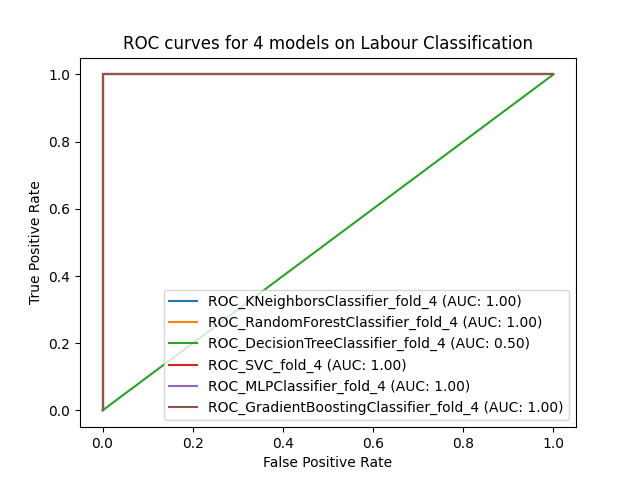 ROC curves for 4 models on Labour Classification
True Positive Rate
1.0
0.8
0.6
0.4
0.2
0.0
ROC_KNeighborsClassifier_fold_4 (AUC: 1.00)
ROC_RandomForestClassifier_fold_4 (AUC: 1.00)
ROC_DecisionTreeClassifier_fold_4 (AUC: 0.50)
ROC_SVC_fold_4 (AUC: 1.00)
ROC_MLPClassifier_fold_4 (AUC: 1.00)
ROC_GradientBoostingClassifier_fold_4 (AUC: 1.00)
0.0 0.2 0.4 0.6 0.8 1.0
False Positive Rate